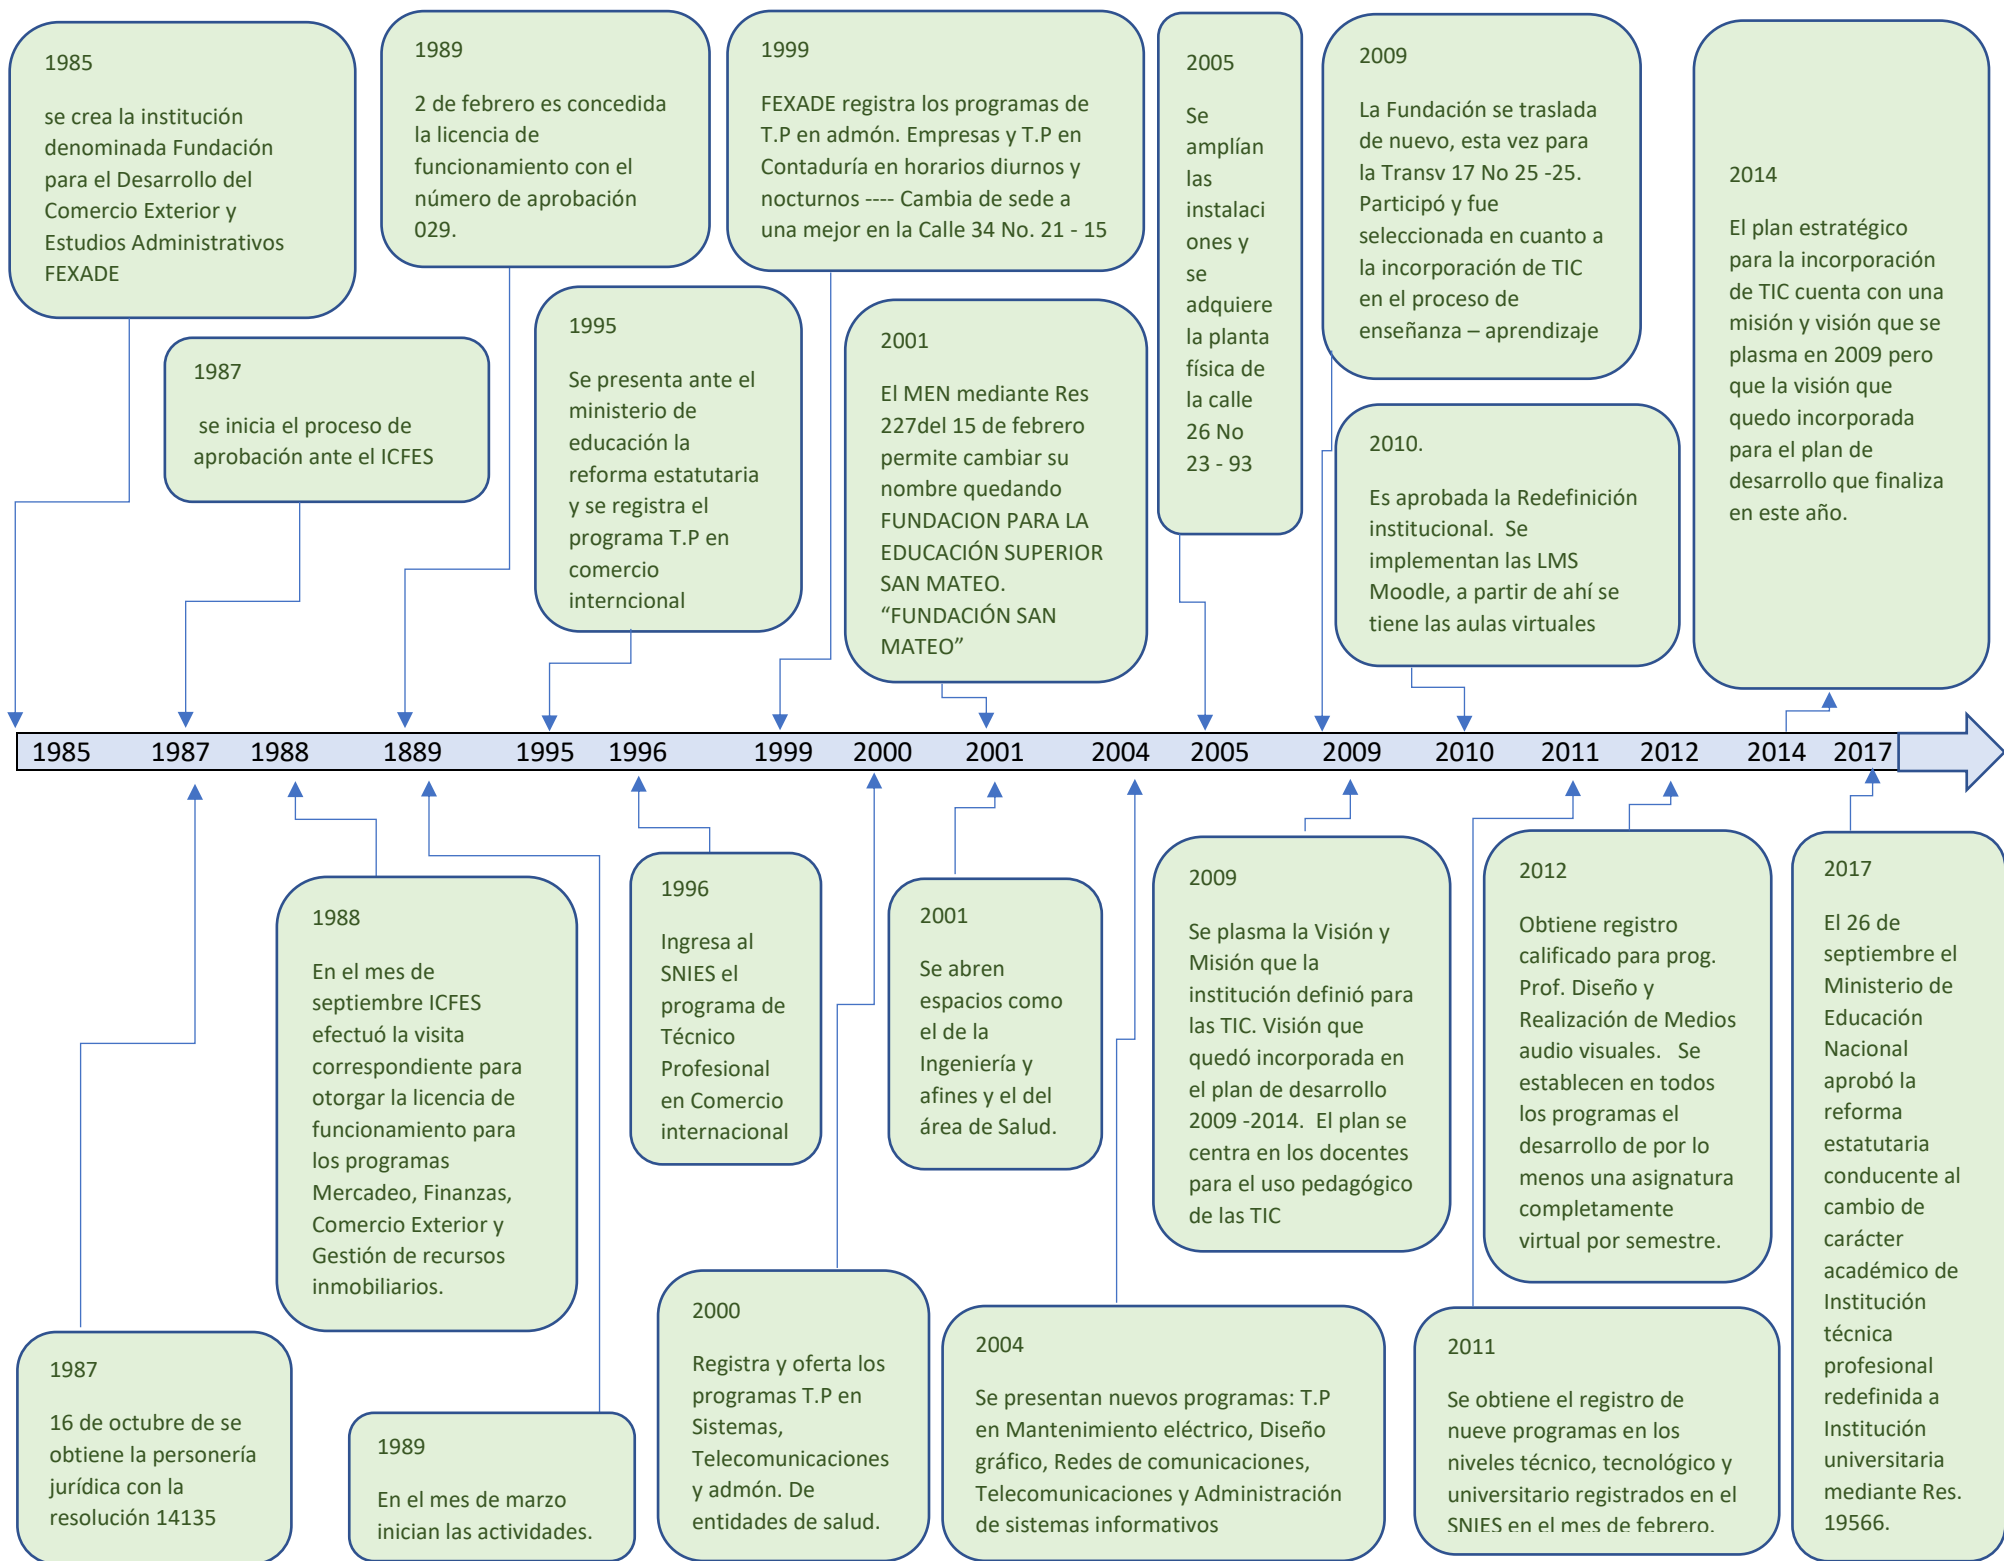 1985
se crea la institución
denominada Fundación
para el Desarrollo del
Comercio Exterior y
Estudios Administrativos
FEXADE
1987
se inicia el proceso de
aprobación ante el ICFES
1989
2 de febrero es concedida
la licencia de
funcionamiento con el
número de aprobación
029.
1995
Se presenta ante el
ministerio de
educación la
reforma estatutaria
y se registra el
programa T.P en
comercio
interncional
1999
FEXADE registra los programas de
T.P en admón. Empresas y T.P en
Contaduría en horarios diurnos y
nocturnos ---- Cambia de sede a
una mejor en la Calle 34 No. 21 - 15
2001
El MEN mediante Res
227del 15 de febrero
permite cambiar su
nombre quedando
FUNDACION PARA LA
EDUCACIÓN SUPERIOR
SAN MATEO.
“FUNDACIÓN SAN
MATEO”
2005
Se
amplían
las
instalaci
ones y
se
adquiere
la planta
física de
la calle
26 No
23 - 93
2009
La Fundación se traslada
de nuevo, esta vez para
la Transv 17 No 25 -25.
Participó y fue
seleccionada en cuanto a
la incorporación de TIC
en el proceso de
enseñanza – aprendizaje
2010.
Es aprobada la Redefinición
institucional. Se
implementan las LMS
Moodle, a partir de ahí se
tiene las aulas virtuales
2014
El plan estratégico
para la incorporación
de TIC cuenta con una
misión y visión que se
plasma en 2009 pero
que la visión que
quedo incorporada
para el plan de
desarrollo que finaliza
en este año.
1985 1987 1988 1889 1995 1996 1999 2000 2001 2004 2005 2009 2010 2011 2012 2014 2017
1987
16 de octubre de se
obtiene la personería
jurídica con la
resolución 14135
1988
En el mes de
septiembre ICFES
efectuó la visita
correspondiente para
otorgar la licencia de
funcionamiento para
los programas
Mercadeo, Finanzas,
Comercio Exterior y
Gestión de recursos
inmobiliarios.
1989
En el mes de marzo
inician las actividades.
1996
Ingresa al
SNIES el
programa de
Técnico
Profesional
en Comercio
internacional
2000
Registra y oferta los
programas T.P en
Sistemas,
Telecomunicaciones
y admón. De
entidades de salud.
2001
Se abren
espacios como
el de la
Ingeniería y
afines y el del
área de Salud.
2004
Se presentan nuevos programas: T.P
en Mantenimiento eléctrico, Diseño
gráfico, Redes de comunicaciones,
Telecomunicaciones y Administración
de sistemas informativos
2009
Se plasma la Visión y
Misión que la
institución definió para
las TIC. Visión que
quedó incorporada en
el plan de desarrollo
2009 -2014. El plan se
centra en los docentes
para el uso pedagógico
de las TIC
2011
Se obtiene el registro de
nueve programas en los
niveles técnico, tecnológico y
universitario registrados en el
SNIES en el mes de febrero.
2012
Obtiene registro
calificado para prog.
Prof. Diseño y
Realización de Medios
audio visuales. Se
establecen en todos
los programas el
desarrollo de por lo
menos una asignatura
completamente
virtual por semestre.
2017
El 26 de
septiembre el
Ministerio de
Educación
Nacional
aprobó la
reforma
estatutaria
conducente al
cambio de
carácter
académico de
Institución
técnica
profesional
redefinida a
Institución
universitaria
mediante Res.
19566.